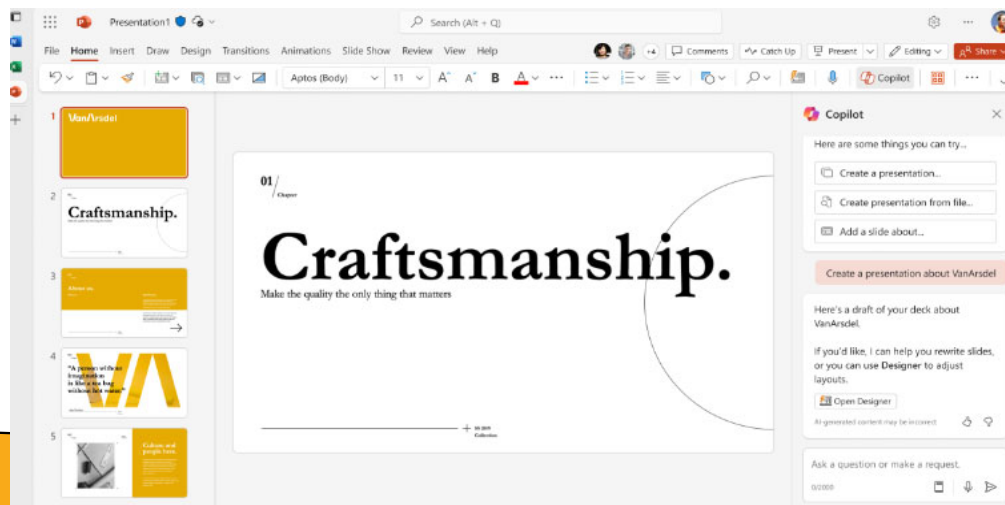 Presentation1
Search (Alt + Q)
File Home Insert Draw Design Transitions Animations Slide Show Review View Help
+4 Comments Catch Up Present Editing Share
Aptos (Body) 11 A A B A Copilot
1 VanArsdel
2 Craftsmanship.
3 About us.
4 "A person without
imagination
is like a tea bag
without hot water."
5 Culture and
people here.
01/
Chapter
Craftsmanship.
Make the quality the only thing that matters
Collection
Copilot
Here are some things you can try...
Create a presentation...
Create presentation from file...
Add a slide about...
Create a presentation about VanArsdel
Here's a draft of your deck about
VanArsdel.
If you'd like, I can help you rewrite slides,
or you can use Designer to adjust
layouts.
Open Designer
AI-generated content may be incorrect
Ask a question or make a request.
0/2000